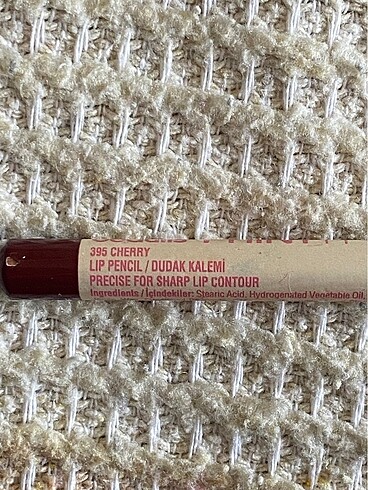 395 CHERRY
LIP PENCIL / DUDAK KALEMİ
PRECISE FOR SHARP LIP CONTOUR
Ingredients / İçindekiler: Stearic Acid, Hydrogenated Vegetable Oil,